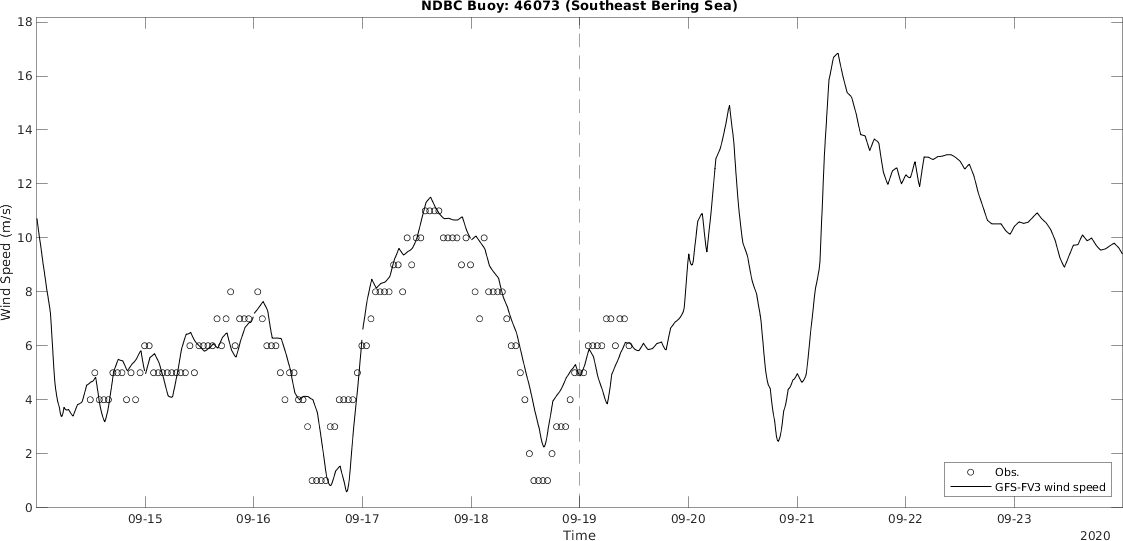 NDBC Buoy: 46073 (Southeast Bering Sea)
18
16
14
12
10
8
6
4
2
0
Wind Speed (m/s)
Obs.
GFS-FV3 wind speed
09-15 09-16 09-17 09-18 09-19 09-20 09-21 09-22 09-23
Time
2020